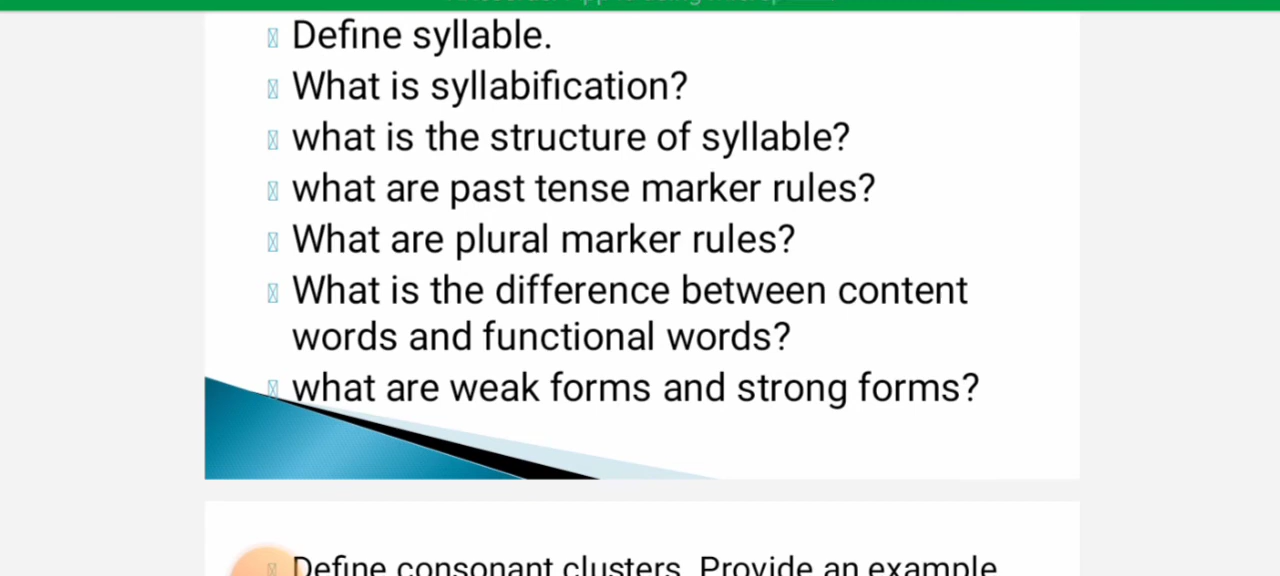 Define syllable.
What is syllabification?
what is the structure of syllable?
what are past tense marker rules?
What are plural marker rules?
What is the difference between content
words and functional words?
what are weak forms and strong forms?
Define consonant clusters. Provide an example